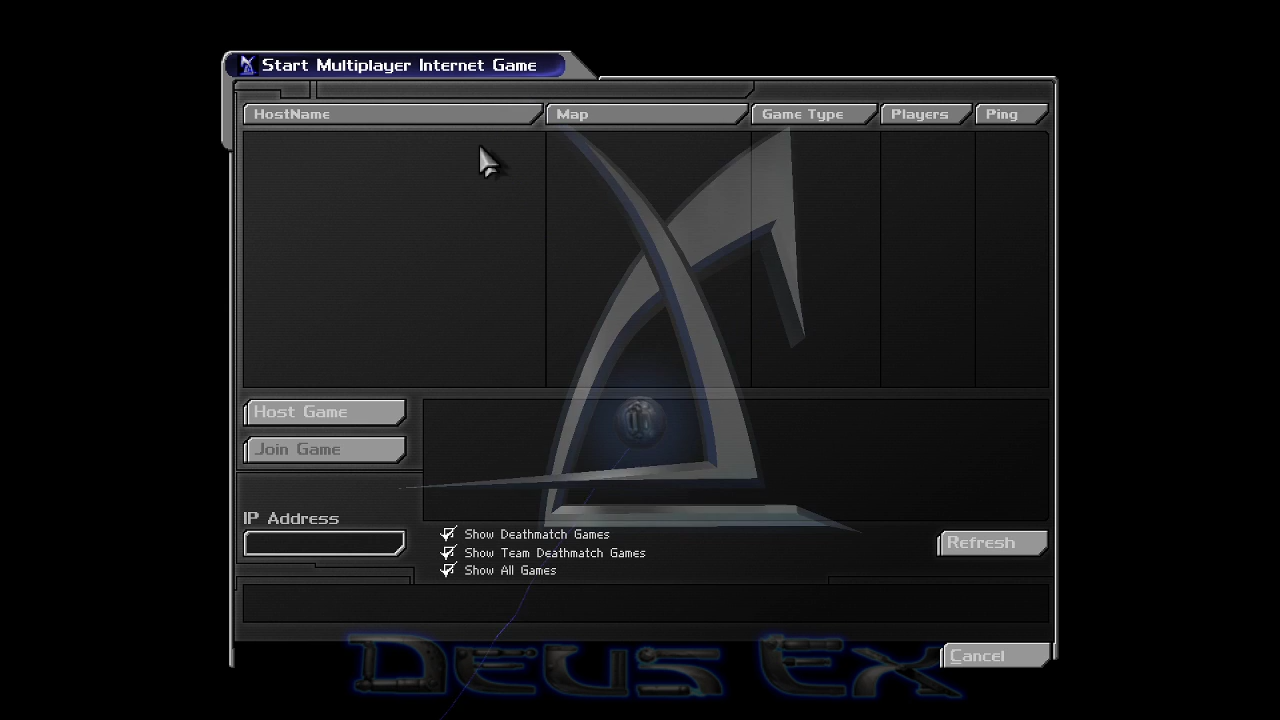 Start Multiplayer Internet Game
HostName Map Game Type Players Ping
Host Game
Join Game
IP Address
Show Deathmatch Games
Show Team Deathmatch Games
Show All Games
Refresh
Cancel
DEUS EX